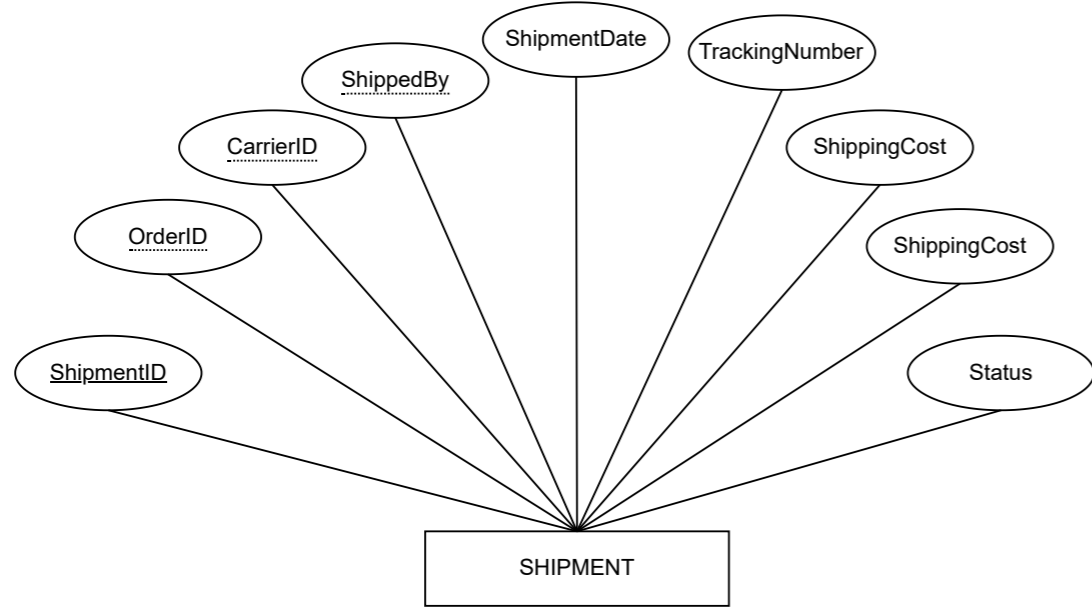 ShipmentDate
TrackingNumber
ShippedBy
CarrierID
ShippingCost
OrderID
ShippingCost
ShipmentID
Status
SHIPMENT